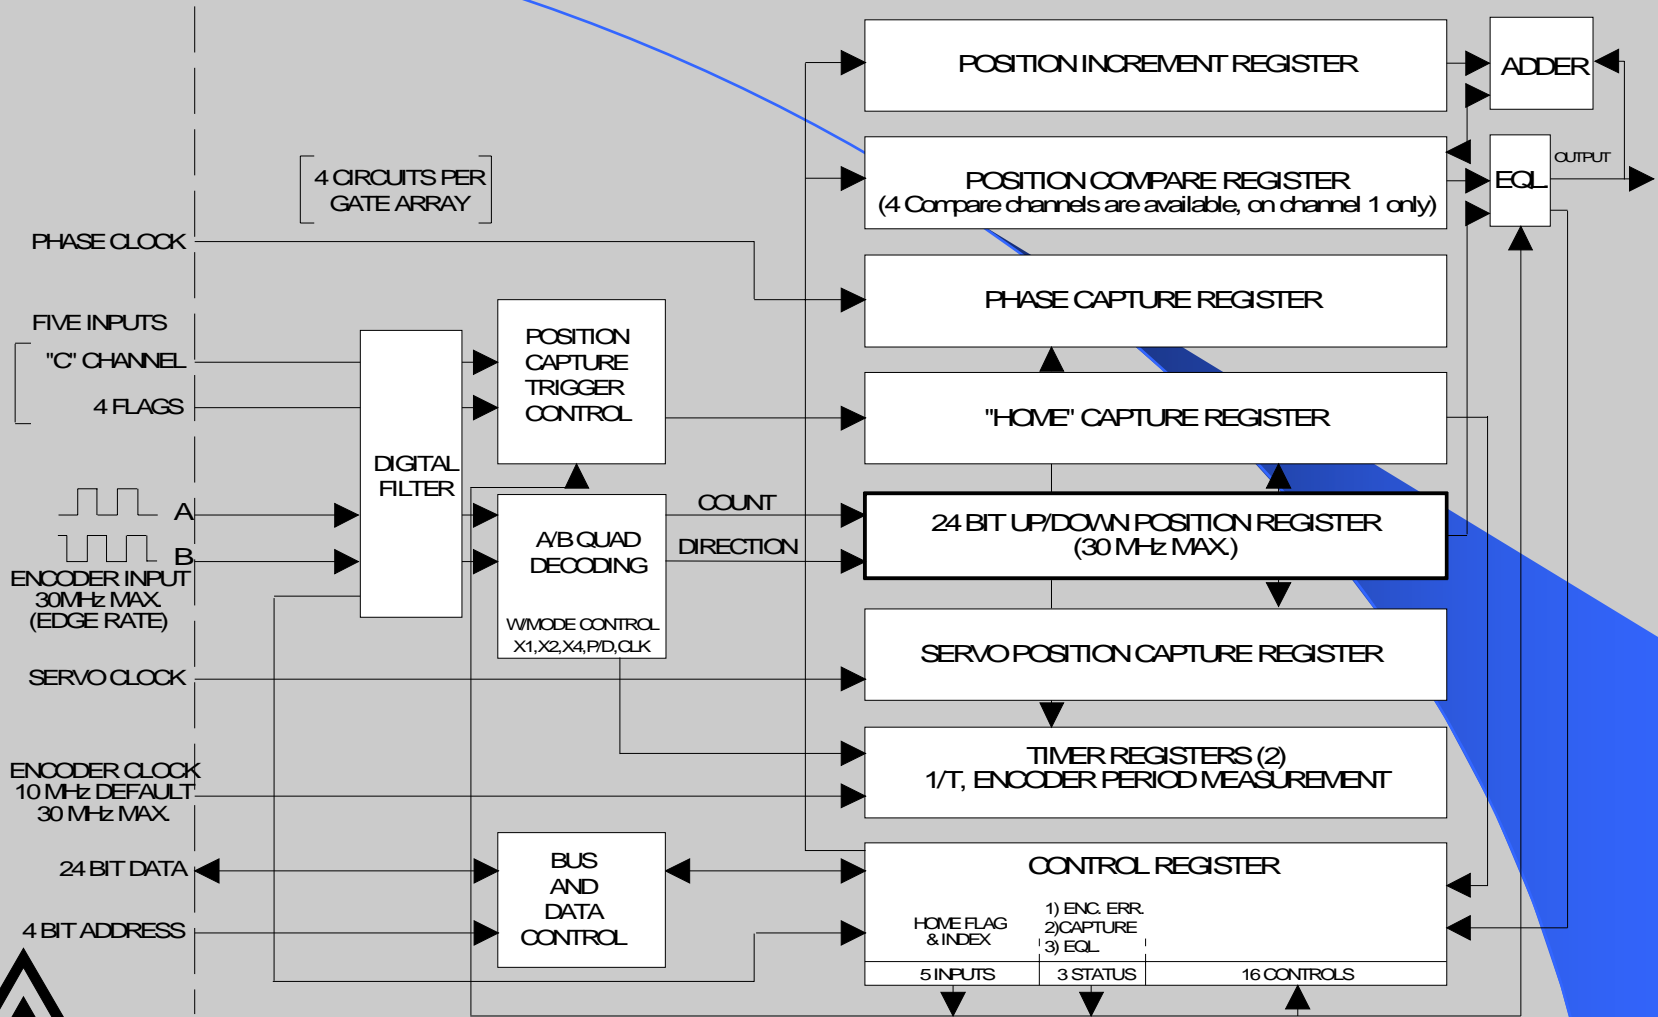 POSITION INCREMENT REGISTER
ADDER
4 CIRCUITS PER
GATE ARRAY
POSITION COMPARE REGISTER
(4 Compare channels are available, on channel 1 only)
EQL.
OUTPUT
PHASE CLOCK
PHASE CAPTURE REGISTER
FIVE INPUTS
"C" CHANNEL
4 FLAGS
POSITION
CAPTURE
TRIGGER
CONTROL
"HOME" CAPTURE REGISTER
DIGITAL
FILTER
A
B
ENCODER INPUT
30MHz MAX.
(EDGE RATE)
A/B QUAD
DECODING
W/MODE CONTROL
X1,X2,X4,P/D,CLK
COUNT
DIRECTION
24 BIT UP/DOWN POSITION REGISTER
(30 MHz MAX.)
SERVO POSITION CAPTURE REGISTER
SERVO CLOCK
TIMER REGISTERS (2)
1/T, ENCODER PERIOD MEASUREMENT
ENCODER CLOCK
10 MHz DEFAULT
30 MHz MAX.
24 BIT DATA
4 BIT ADDRESS
BUS
AND
DATA
CONTROL
CONTROL REGISTER
HOME FLAG
& INDEX
1) ENC. ERR.
2)CAPTURE
3) EQL
5 INPUTS
3 STATUS
16 CONTROLS